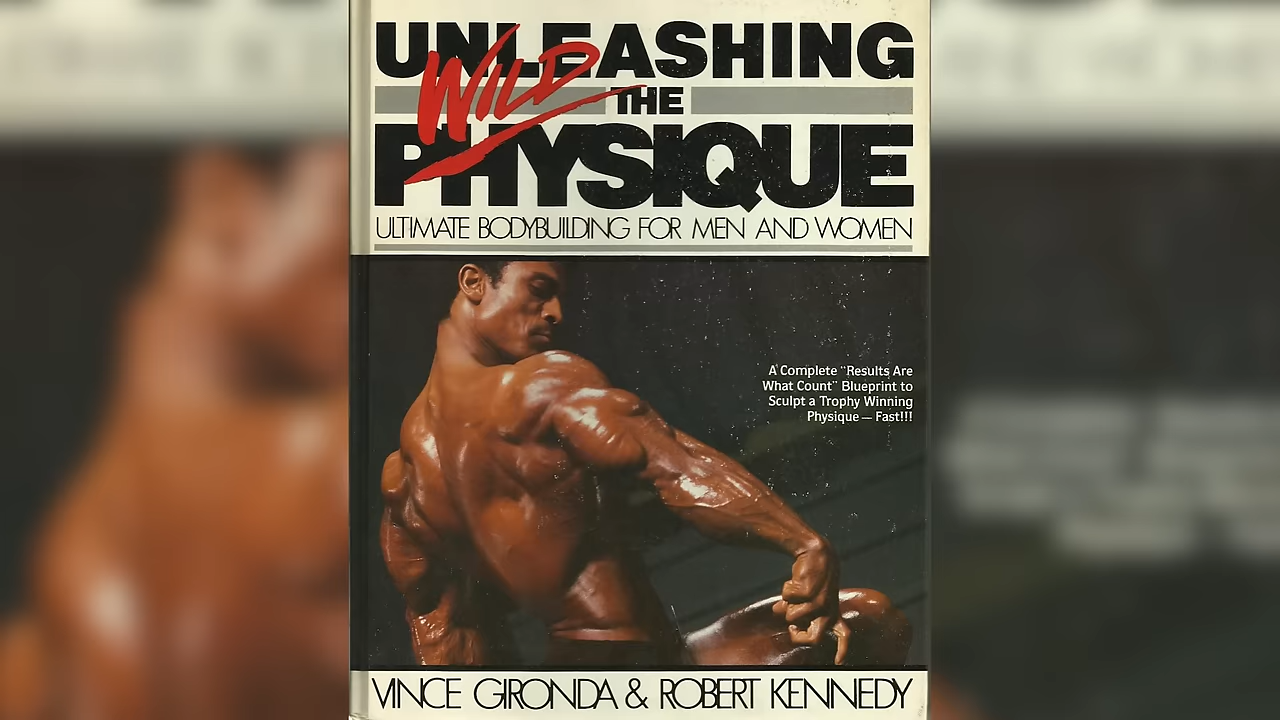 UNLEASHING
WILD
THE
PHYSIQUE
ULTIMATE BODYBUILDING FOR MEN AND WOMEN
A Complete "Results Are
What Count" Blueprint to
Sculpt a Trophy Winning
Physique — Fast!!!
VINCE GIRONDA & ROBERT KENNEDY